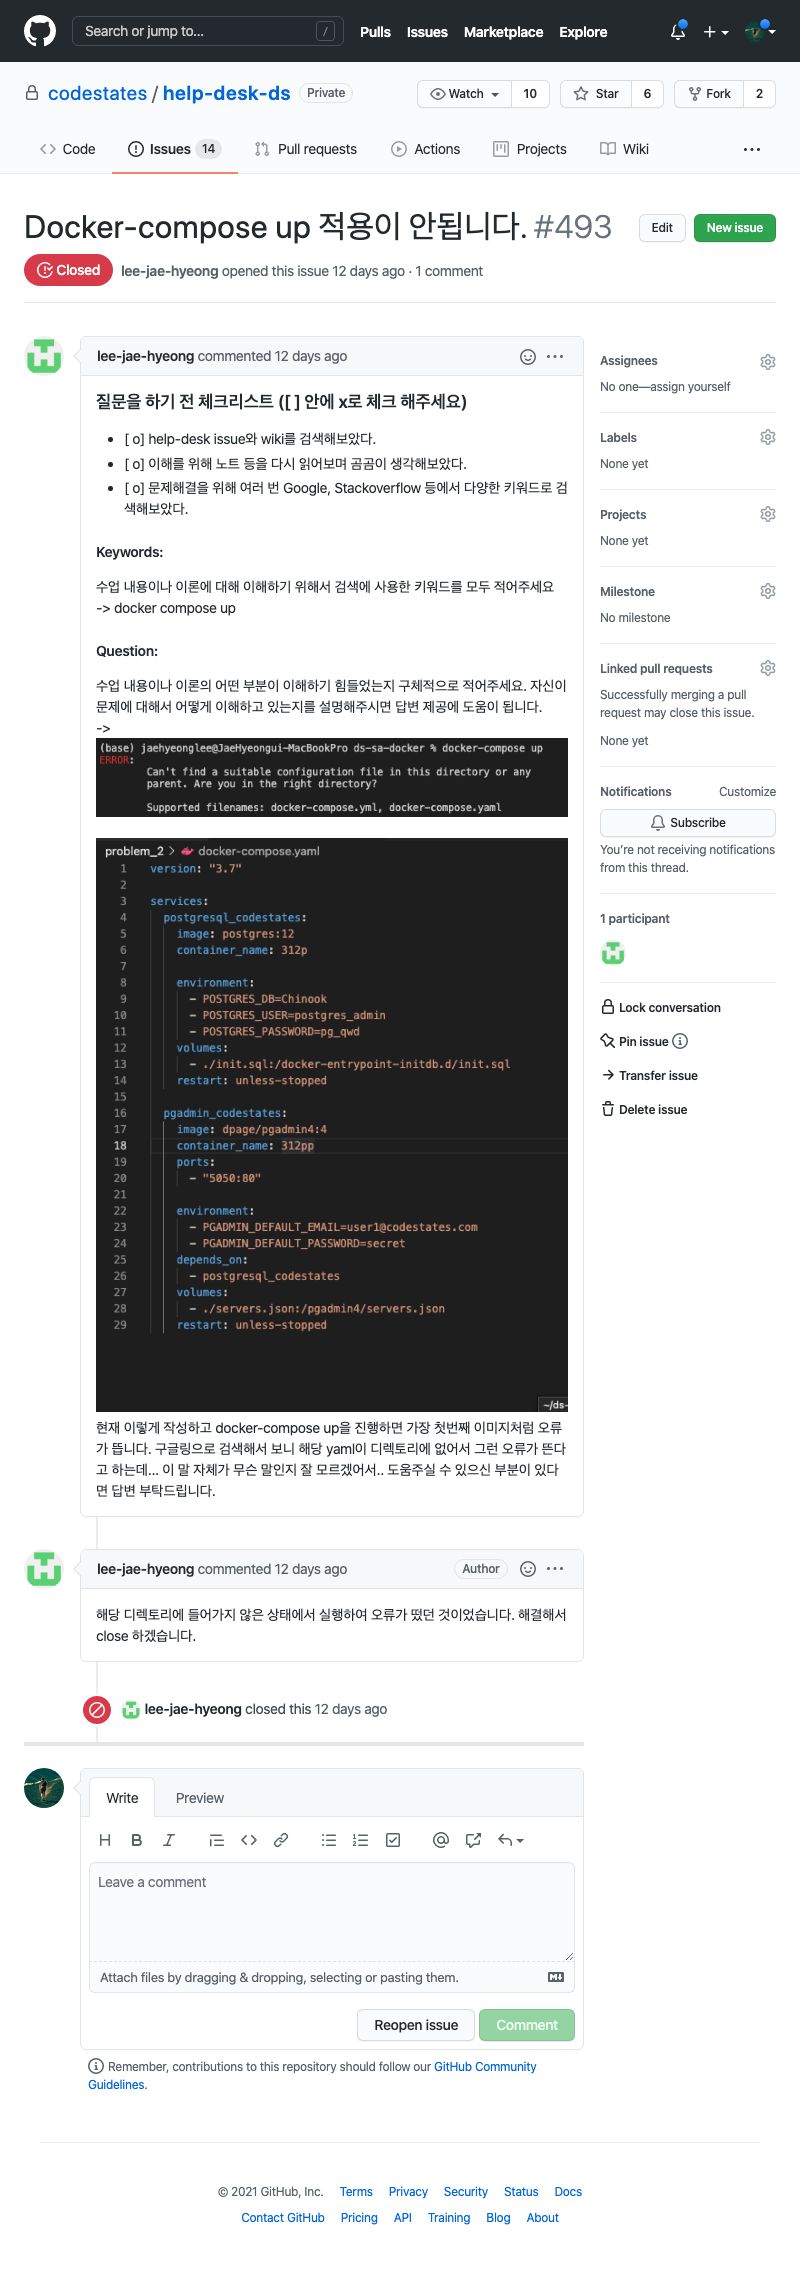 Search or jump to... /
Pulls Issues Marketplace Explore
codestates / help-desk-ds Private
Watch 10 Star 6 Fork 2
Code Issues 14 Pull requests Actions Projects Wiki ...
Docker-compose up 적용이 안됩니다. #493
Edit New issue
Closed lee-jae-hyeong opened this issue 12 days ago · 1 comment
lee-jae-hyeong commented 12 days ago
질문을 하기 전 체크리스트 ([ ] 안에 x로 체크 해주세요)
• [ o] help-desk issue와 wiki를 검색해보았다.
• [ o] 이해를 위해 노트 등을 다시 읽어보며 곰곰이 생각해보았다.
• [ o] 문제해결을 위해 여러 번 Google, Stackoverflow 등에서 다양한 키워드로 검
색해보았다.
Keywords:
수업 내용이나 이론에 대해 이해하기 위해서 검색에 사용한 키워드를 모두 적어주세요
-> docker compose up
Question:
수업 내용이나 이론의 어떤 부분이 이해하기 힘들었는지 구체적으로 적어주세요. 자신이
문제에 대해서 어떻게 이해하고 있는지를 설명해주시면 답변 제공에 도움이 됩니다.
->
(base) jaehyeonglee@JaeHyeongui-MacBookPro ds-sa-docker % docker-compose up
ERROR:
Can't find a suitable configuration file in this directory or any
parent. Are you in the right directory?
Supported filenames: docker-compose.yml, docker-compose.yaml
problem_2 > docker-compose.yaml
1 version: "3.7"
2
3 services:
4 postgresql_codestates:
5 image: postgres:12
6 container_name: 312p
7
8 environment:
9 - POSTGRES_DB=Chinook
10 - POSTGRES_USER=postgres_admin
11 - POSTGRES_PASSWORD=pg_qwd
12 volumes:
13 - ./init.sql:/docker-entrypoint-initdb.d/init.sql
14 restart: unless-stopped
15
16 pgadmin_codestates:
17 image: dpage/pgadmin4:4
18 container_name: 312pp
19 ports:
20 - "5050:80"
21
22 environment:
23 - PGADMIN_DEFAULT_EMAIL=user1@codestates.com
24 - PGADMIN_DEFAULT_PASSWORD=secret
25 depends_on:
26 - postgresql_codestates
27 volumes:
28 - ./servers.json:/pgadmin4/servers.json
29 restart: unless-stopped
~/ds-
현재 이렇게 작성하고 docker-compose up을 진행하면 가장 첫번째 이미지처럼 오류
가 뜹니다. 구글링으로 검색해서 보니 해당 yaml이 디렉토리에 없어서 그런 오류가 뜬다
고 하는데... 이 말 자체가 무슨 말인지 잘 모르겠어서.. 도움주실 수 있으신 부분이 있다
면 답변 부탁드립니다.
lee-jae-hyeong commented 12 days ago Author
해당 디렉토리에 들어가지 않은 상태에서 실행하여 오류가 떴던 것이었습니다. 해결해서
close 하겠습니다.
lee-jae-hyeong closed this 12 days ago
Assignees
No one—assign yourself
Labels
None yet
Projects
None yet
Milestone
No milestone
Linked pull requests
Successfully merging a pull
request may close this issue.
None yet
Notifications Customize
Subscribe
You're not receiving notifications
from this thread.
1 participant
Lock conversation
Pin issue
Transfer issue
Delete issue
Write Preview
Leave a comment
Attach files by dragging & dropping, selecting or pasting them.
Reopen issue Comment
Remember, contributions to this repository should follow our GitHub Community
Guidelines.
© 2021 GitHub, Inc. Terms Privacy Security Status Docs
Contact GitHub Pricing API Training Blog About